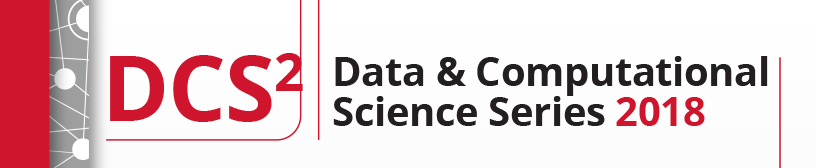 DCS²
Data & Computational
Science Series 2018